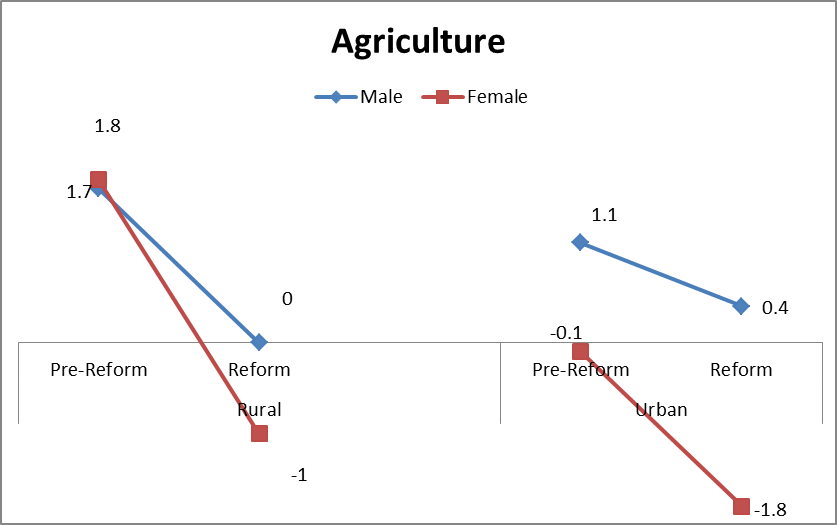 Agriculture
Male Female
1.8
1.7
1.1
0
0.4
-0.1
Pre-Reform Reform Pre-Reform Reform
Rural Urban
-1
-1.8